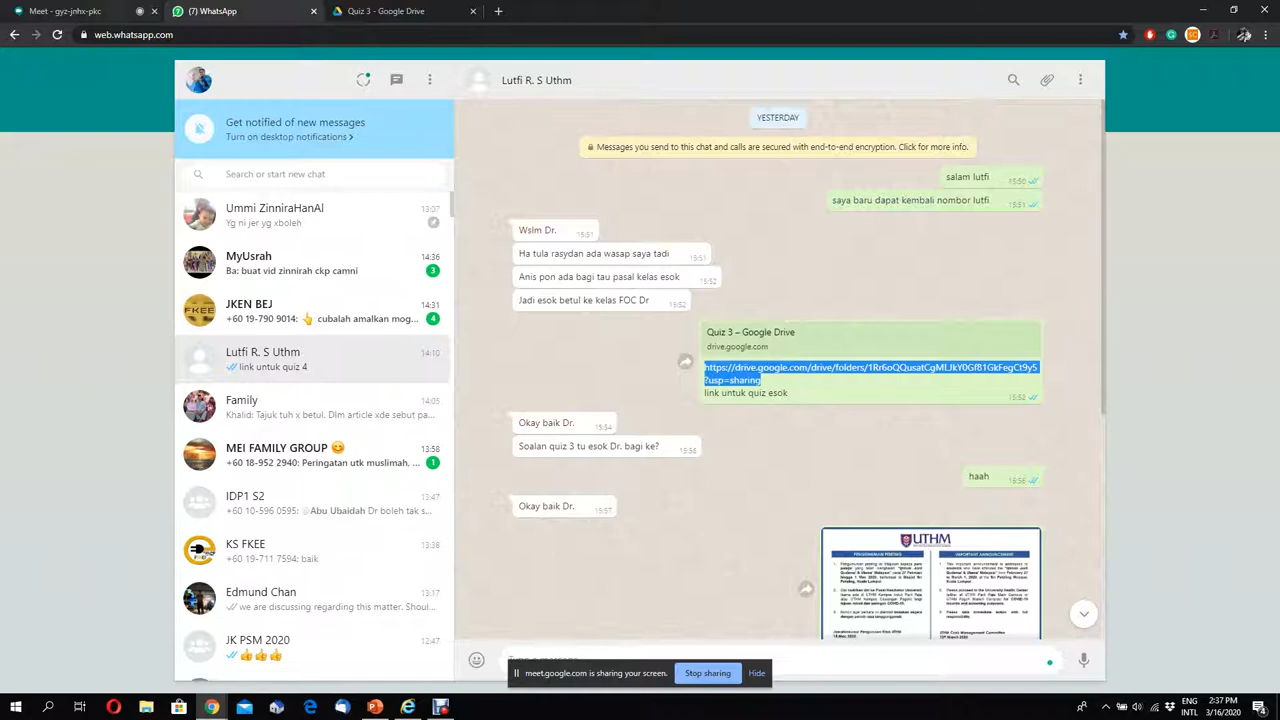 Meet - gyz-jnhx-pkc
(7) WhatsApp
Quiz 3 - Google Drive
web.whatsapp.com
Lutfi R. S Uthm
Get notified of new messages
Turn on desktop notifications
Search or start new chat
Ummi ZinniraHanAl
13:07
Yg ni jer yg xboleh
MyUsrah
14:36
Ba: buat vid zinnirah ckp camni
3
JKEN BEJ
14:31
+60 19-790 9014: 👆 cubalah amalkan mog...
4
Lutfi R. S Uthm
14:10
link untuk quiz 4
Family
14:05
Khalid: Tajuk tu x betul. Dlm article xde sebut pa...
MEI FAMILY GROUP 😊
13:58
+60 18-952 2940: Peringatan utk muslimah, ...
1
IDP1 S2
13:47
+60 10-596 0595: @Abu Ubaidah Dr boleh tak s...
KS FKEE
13:38
+60 19-711 7594: baik
Edmund Chan
13:17
we can discussion regarding this matter. Shoul...
JK PSM 2020
12:47
👍👍👍
YESTERDAY
Messages you send to this chat and calls are secured with end-to-end encryption. Click for more info.
salam lutfi
15:50
saya baru dapat kembali nombor lutfi
15:51
Wslm Dr.
15:51
Ha tula rasydan ada wasap saya tadi
15:51
Anis pon ada bagi tau pasal kelas esok
15:52
Jadi esok betul ke kelas FOC Dr
15:52
Quiz 3 – Google Drive
drive.google.com
https://drive.google.com/drive/folders/1Rr6oQQusatCgMLJkY0Gf81GkFegCt9yS
?usp=sharing
link untuk quiz esok
15:52
Okay baik Dr.
15:54
Soalan quiz 3 tu esok Dr. bagi ke?
15:56
haah
15:56
Okay baik Dr.
15:57
UTHM
PENGUMUMAN PENTING
IMPORTANT ANNOUNCEMENT
meet.google.com is sharing your screen.
Stop sharing
Hide
ENG
INTL
2:37 PM
3/16/2020